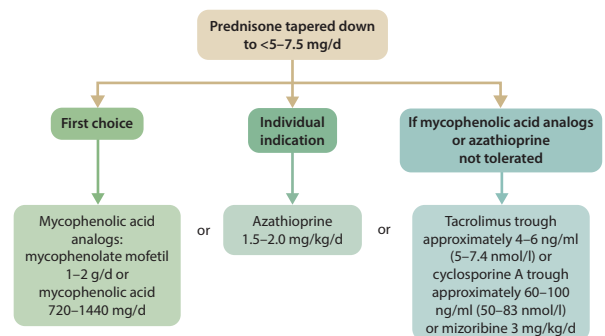 Prednisone tapered down
to <5–7.5 mg/d
First choice
Individual
indication
If mycophenolic acid analogs
or azathioprine
not tolerated
Mycophenolic acid
analogs:
mycophenolate mofetil
1–2 g/d or
mycophenolic acid
720–1440 mg/d
or
Azathioprine
1.5–2.0 mg/kg/d
or
Tacrolimus trough
approximately 4–6 ng/ml
(5–7.4 nmol/l) or
cyclosporine A trough
approximately 60–100
ng/ml (50–83 nmol/l)
or mizoribine 3 mg/kg/d